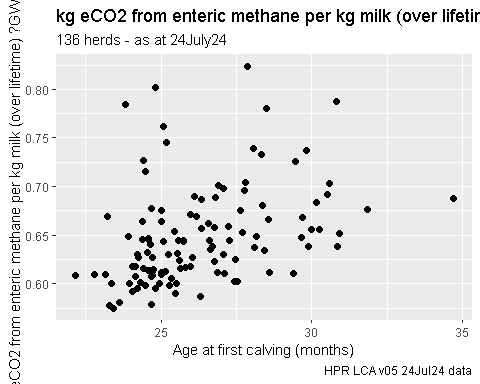 kg eCO2 from enteric methane per kg milk (over lifetir
136 herds - as at 24July24
eCO2 from enteric methane per kg milk (over lifetime) ?GW
0.80
0.75
0.70
0.65
0.60
25
30
35
Age at first calving (months)
HPR LCA v05 24Jul24 data